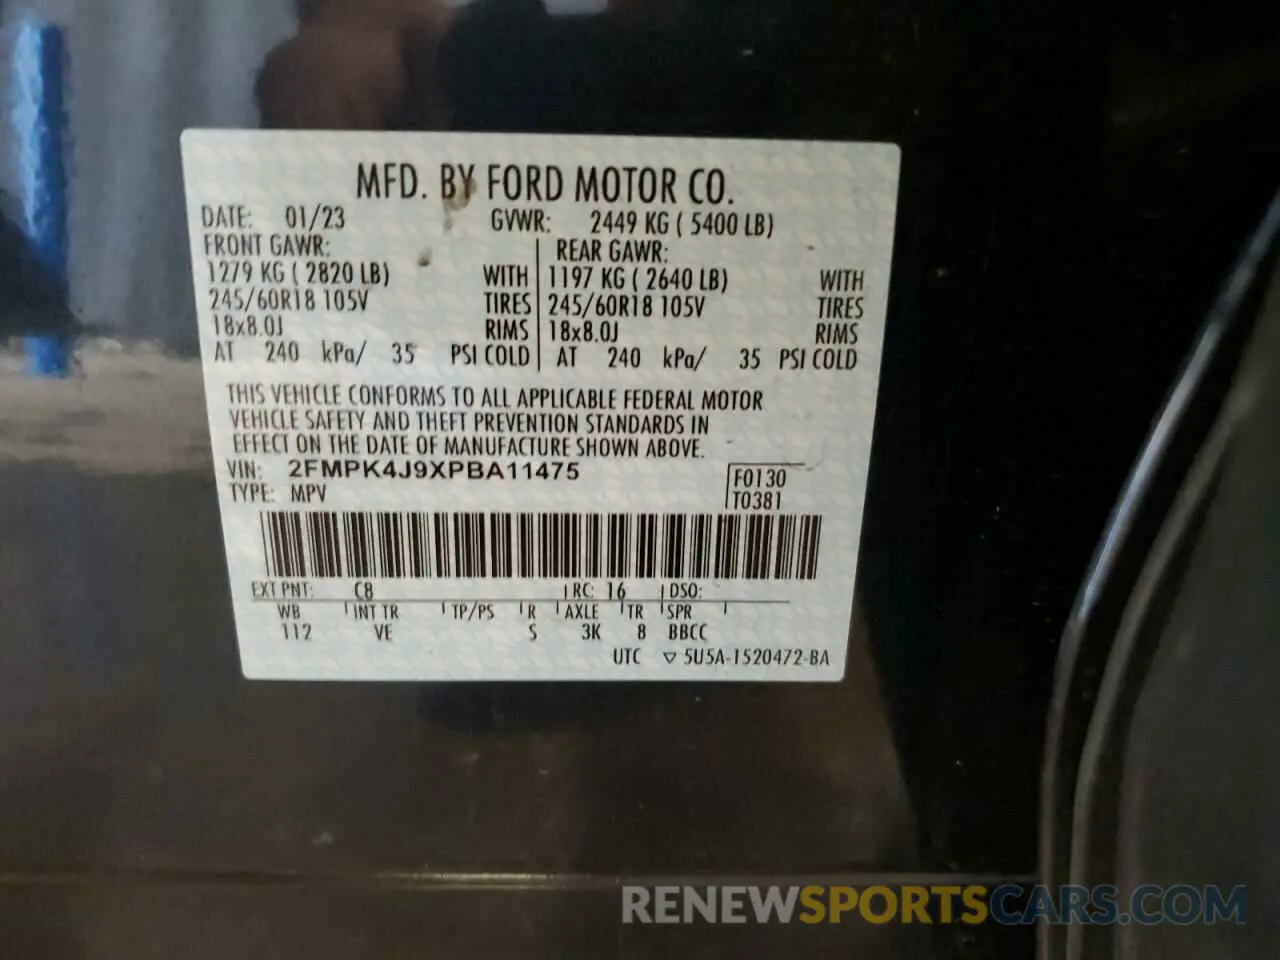 MFD. BY FORD MOTOR CO.
DATE: 01/23 GVWR: 2449 KG ( 5400 LB)
FRONT GAWR: REAR GAWR:
1279 KG ( 2820 LB) WITH 1197 KG ( 2640 LB) WITH
245/60R18 105V TIRES 245/60R18 105V TIRES
18x8.0J RIMS 18x8.0J RIMS
AT 240 kPa/ 35 PSI COLD AT 240 kPa/ 35 PSI COLD
THIS VEHICLE CONFORMS TO ALL APPLICABLE FEDERAL MOTOR
VEHICLE SAFETY AND THEFT PREVENTION STANDARDS IN
EFFECT ON THE DATE OF MANUFACTURE SHOWN ABOVE.
VIN: 2FMPK4J9XPBA11475 F0130
TYPE: MPV T0381
EXT PNT: C8 RC: 16 DSO:
WB INT TR TP/PS R AXLE TR SPR
112 VE S 3K 8 BBCC
UTC ▽ 5U5A-1520472-BA
RENEWSPORTSCARS.COM